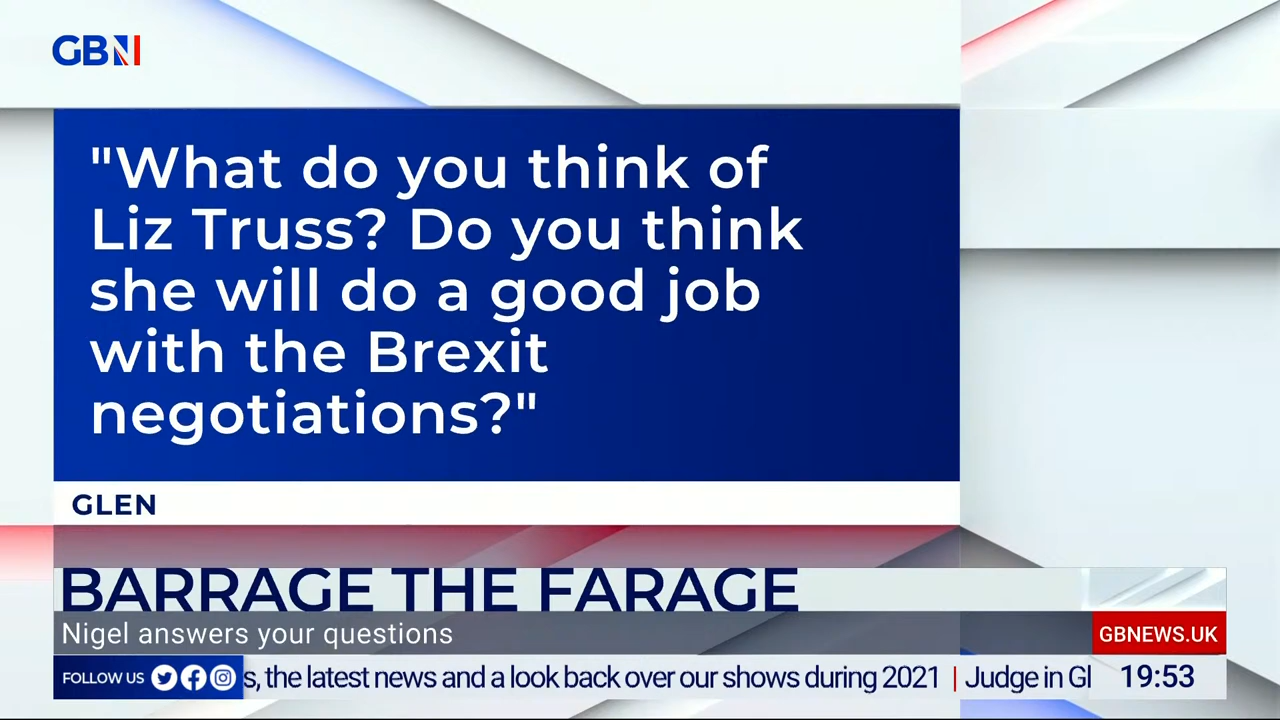 GBN
"What do you think of
Liz Truss? Do you think
she will do a good job
with the Brexit
negotiations?"
GLEN
BARRAGE THE FARAGE
Nigel answers your questions
GBNEWS.UK
FOLLOW US
s, the latest news and a look back over our shows during 2021 | Judge in Gl
19:53